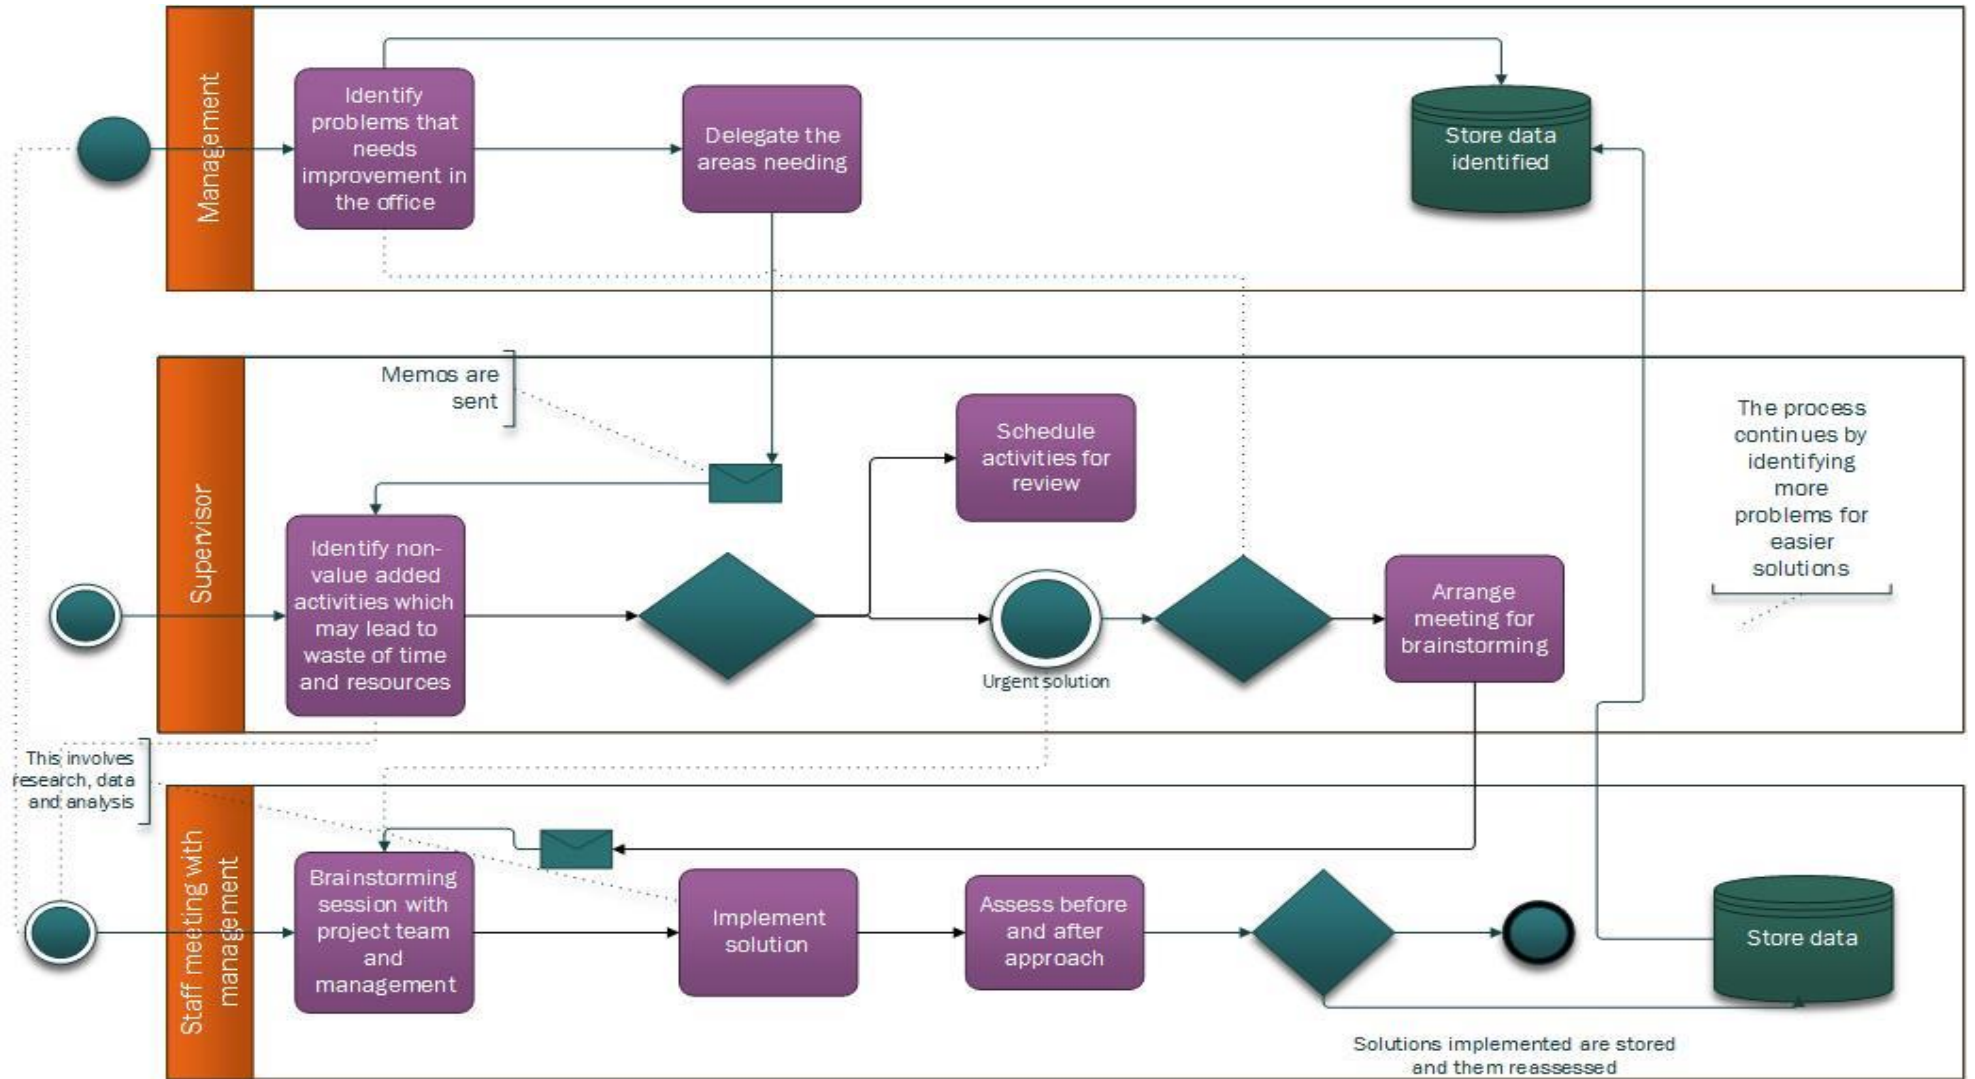 Management
Identify
problems that
needs
improvement in
the office
Delegate the
areas needing
Store data
identified
Supervisor
Memos are
sent
Schedule
activities for
review
The process
continues by
identifying
more
problems for
easier
solutions
Identify non-
value added
activities which
may lead to
waste of time
and resources
Urgent solution
Arrange
meeting for
brainstorming
This involves
research, data
and analysis
Staff meeting with
management
Brainstorming
session with
project team
and
management
Implement
solution
Assess before
and after
approach
Store data
Solutions implemented are stored
and them reassessed